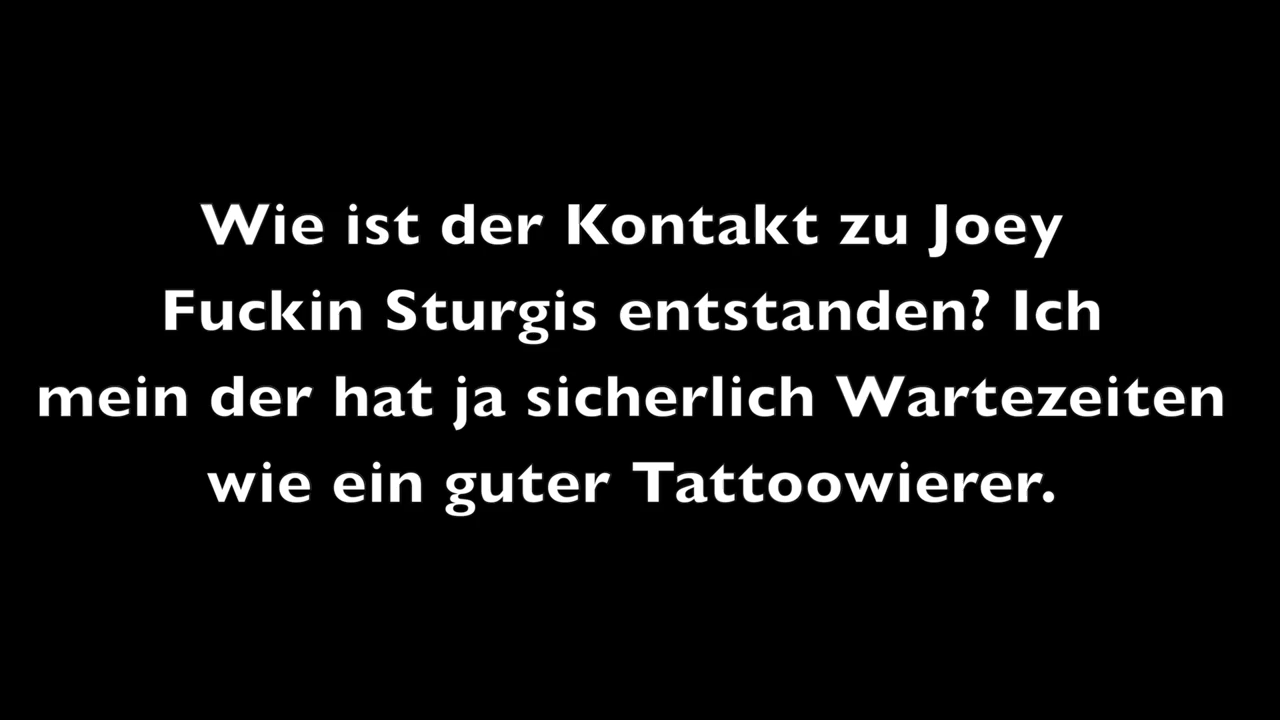 Wie ist der Kontakt zu Joey
Fuckin Sturgis entstanden? Ich
mein der hat ja sicherlich Wartezeiten
wie ein guter Tattoowierer.